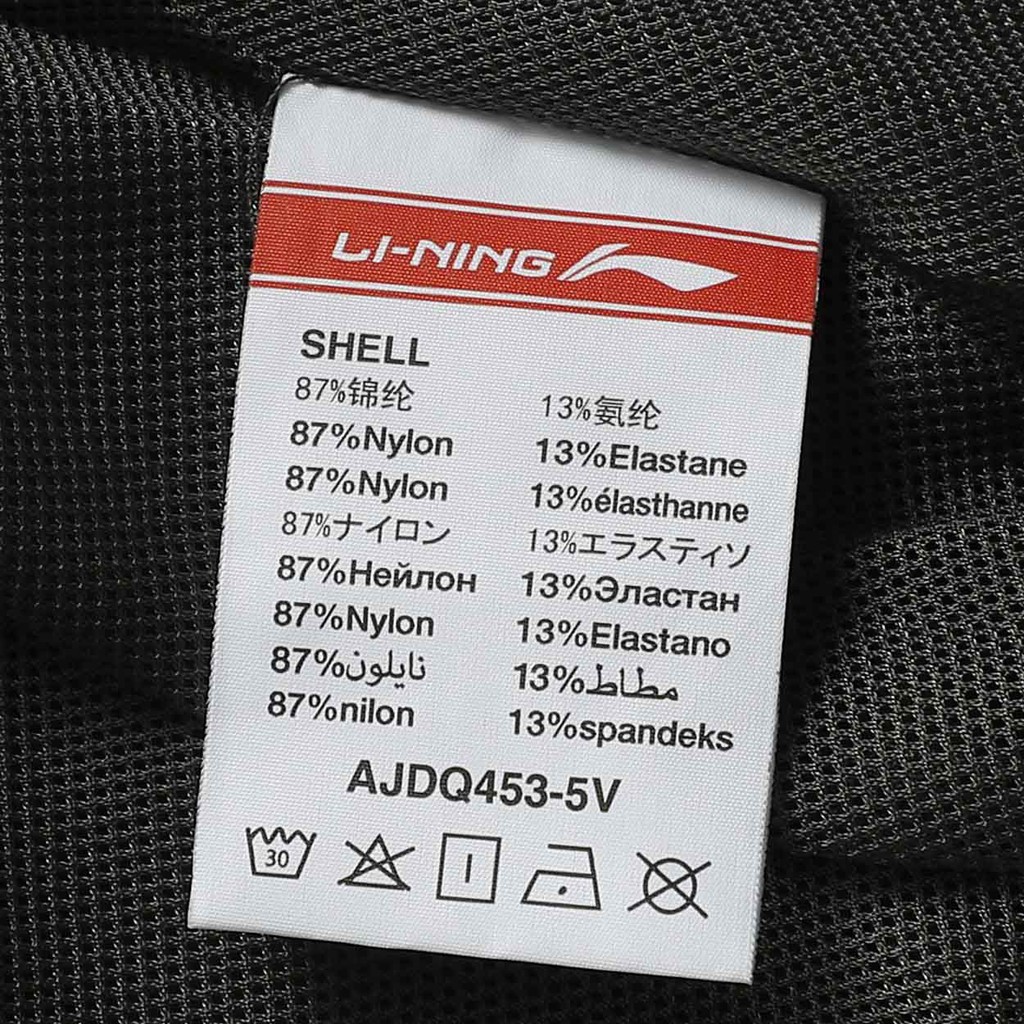 LI-NING
SHELL
87%锦纶 13%氨纶
87%Nylon 13%Elastane
87%Nylon 13%élasthanne
87%ナイロン 13%エラスティソ
87%Нейлон 13%Эластан
87%Nylon 13%Elastano
87%نايلون 13%مطاط
87%nilon 13%spandeks
AJDQ453-5V
30